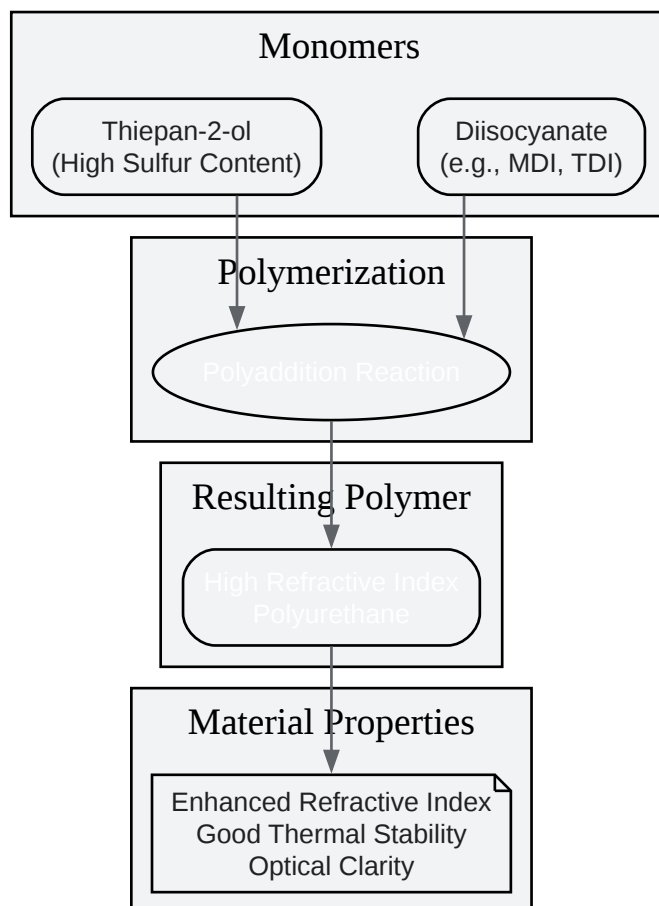 Monomers
Thiepan-2-ol
(High Sulfur Content)
Diisocyanate
(e.g., MDI, TDI)
Polymerization
Polyaddition Reaction
Resulting Polymer
High Refractive Index
Polyurethane
Material Properties
Enhanced Refractive Index
Good Thermal Stability
Optical Clarity